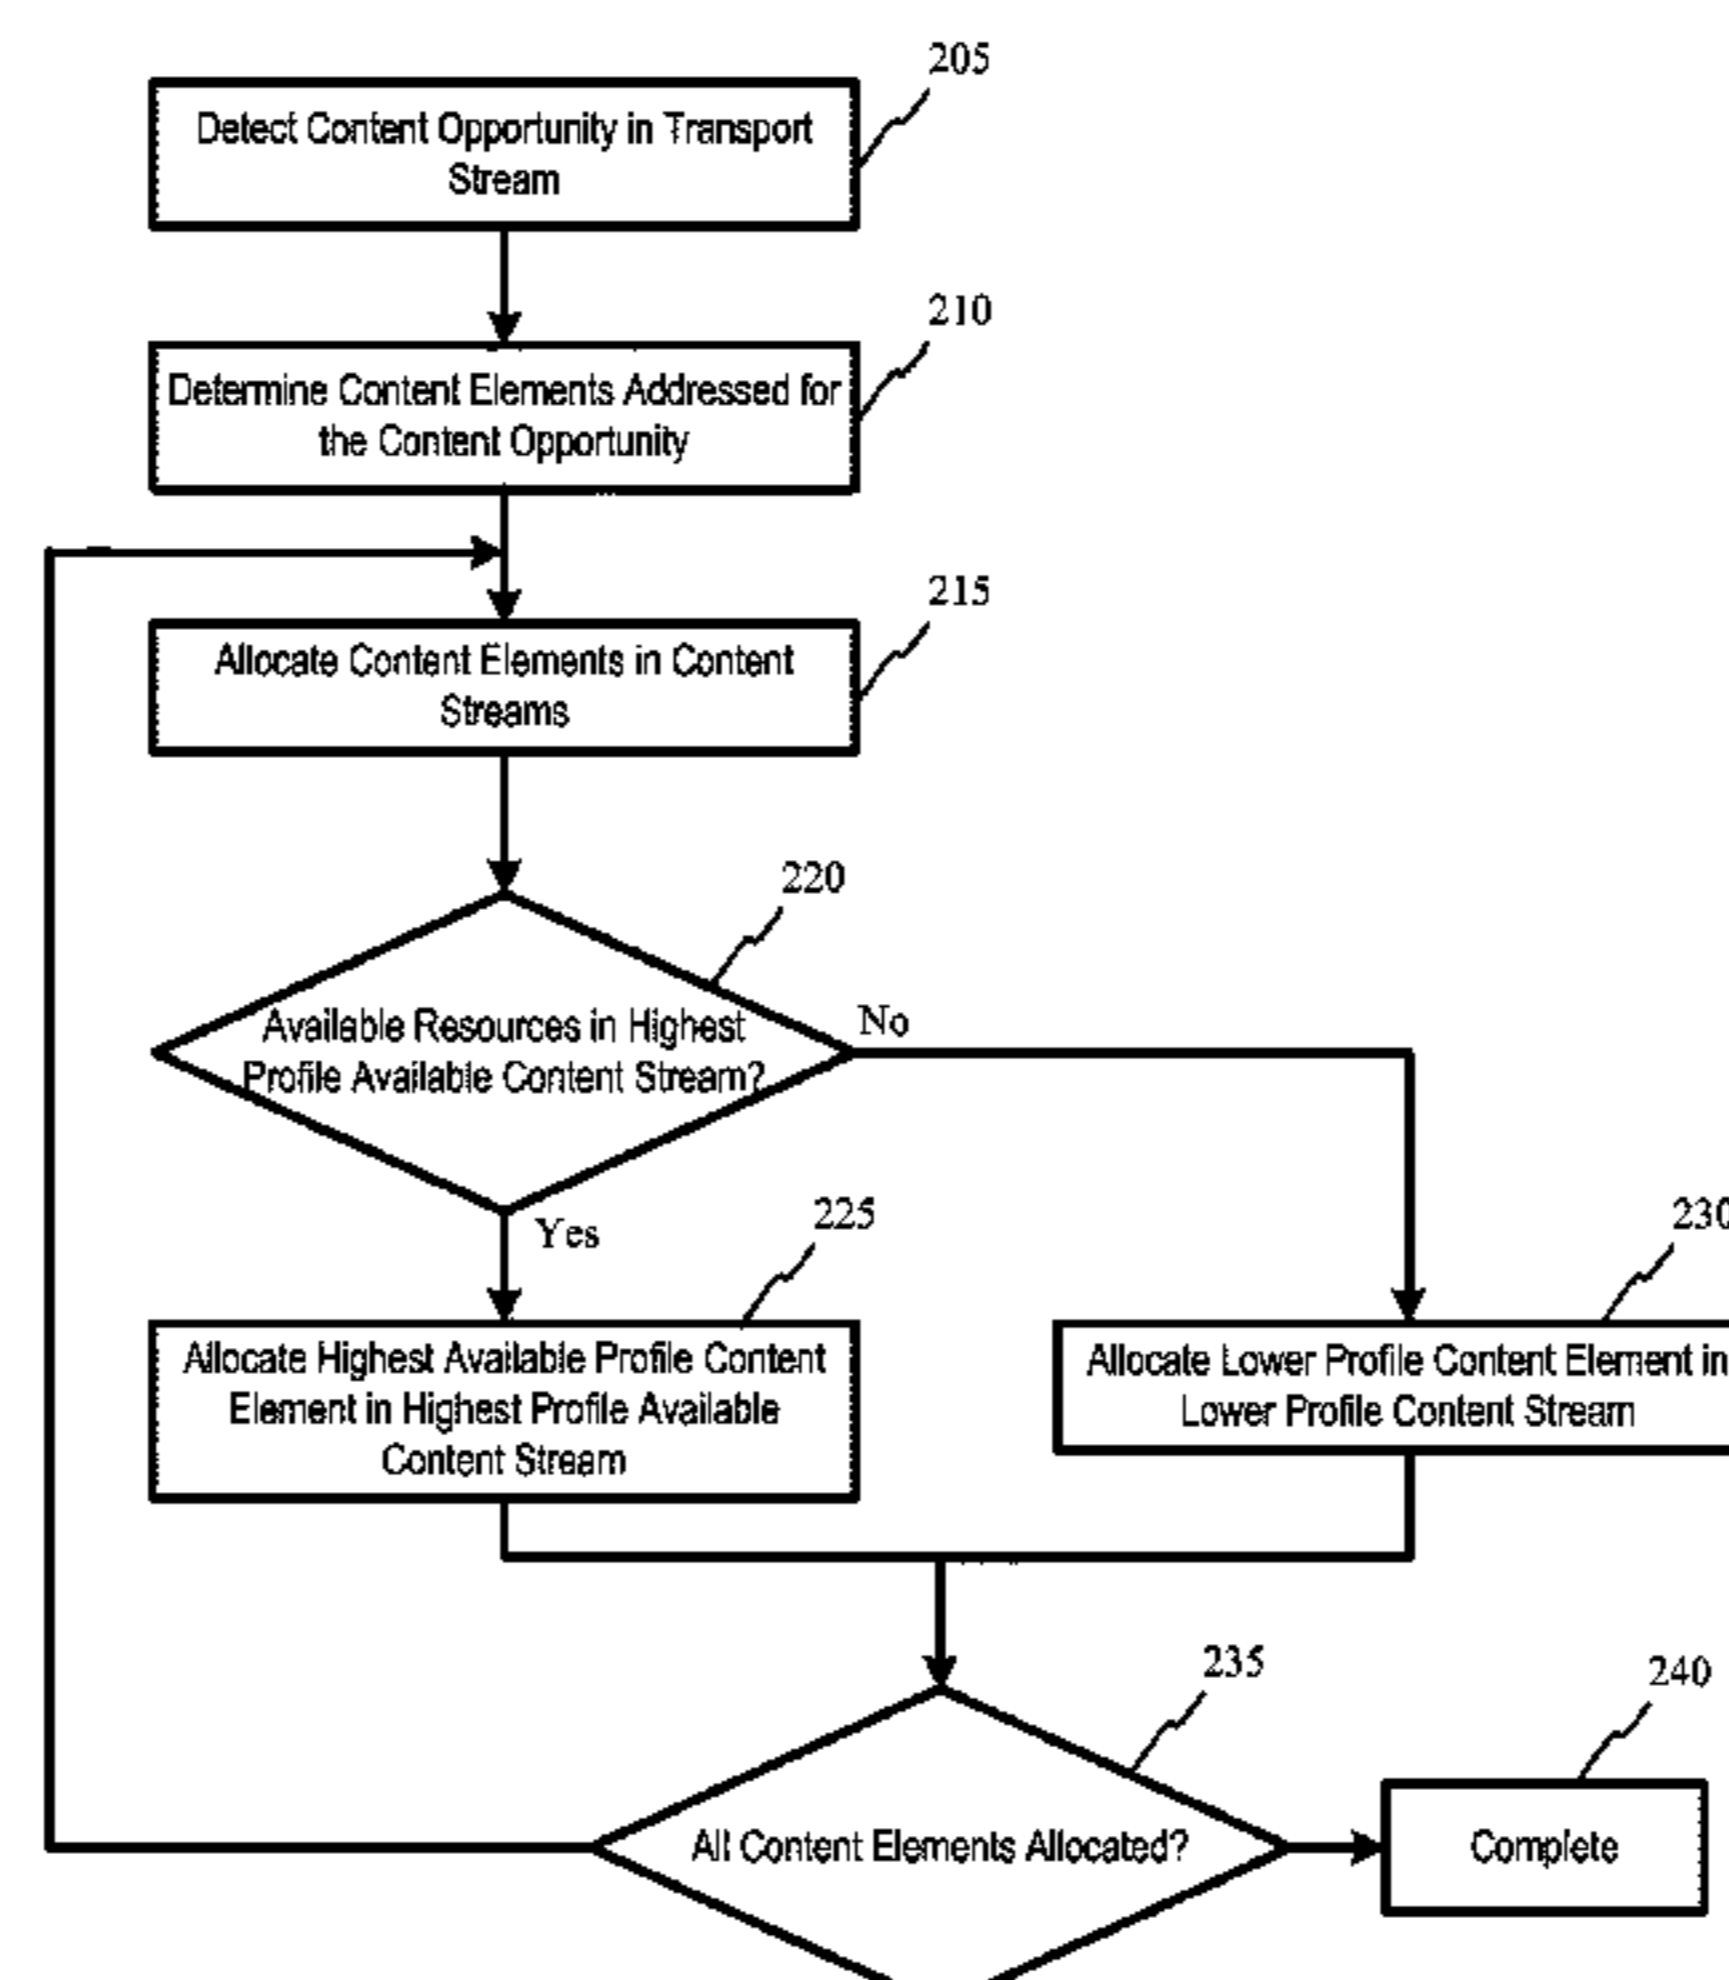 205
Detect Content Opportunity in Transport
Stream
210
Determine Content Elements Addressed for
the Content Opportunity
215
Allocate Content Elements in Content
Streams
220
Available Resources in Highest
Profile Available Content Stream?
No
Yes
225
230
Allocate Highest Available Profile Content
Element in Highest Profile Available
Content Stream
Allocate Lower Profile Content Element in
Lower Profile Content Stream
235
240
All Content Elements Allocated?
Complete